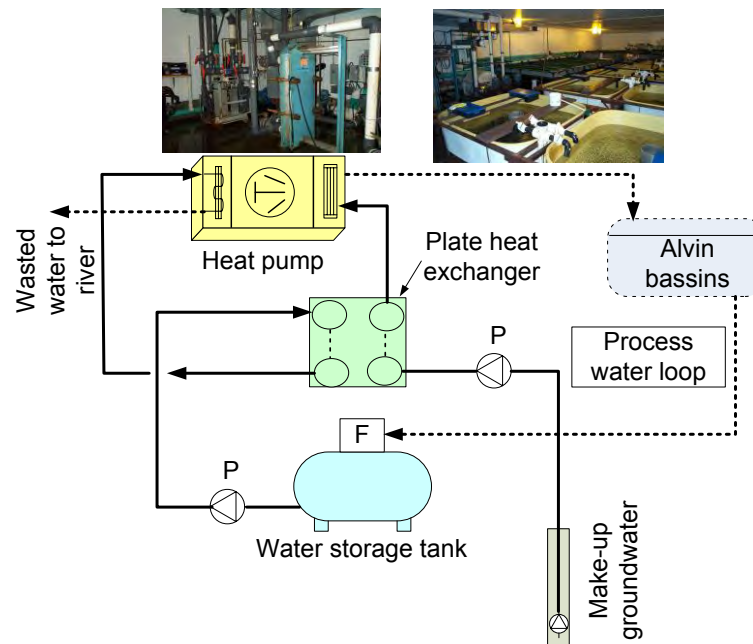 Wasted
water to
river
Heat pump
Plate heat
exchanger
Alvin
bassins
Process
water loop
P
F
P
Water storage tank
Make-up
groundwater